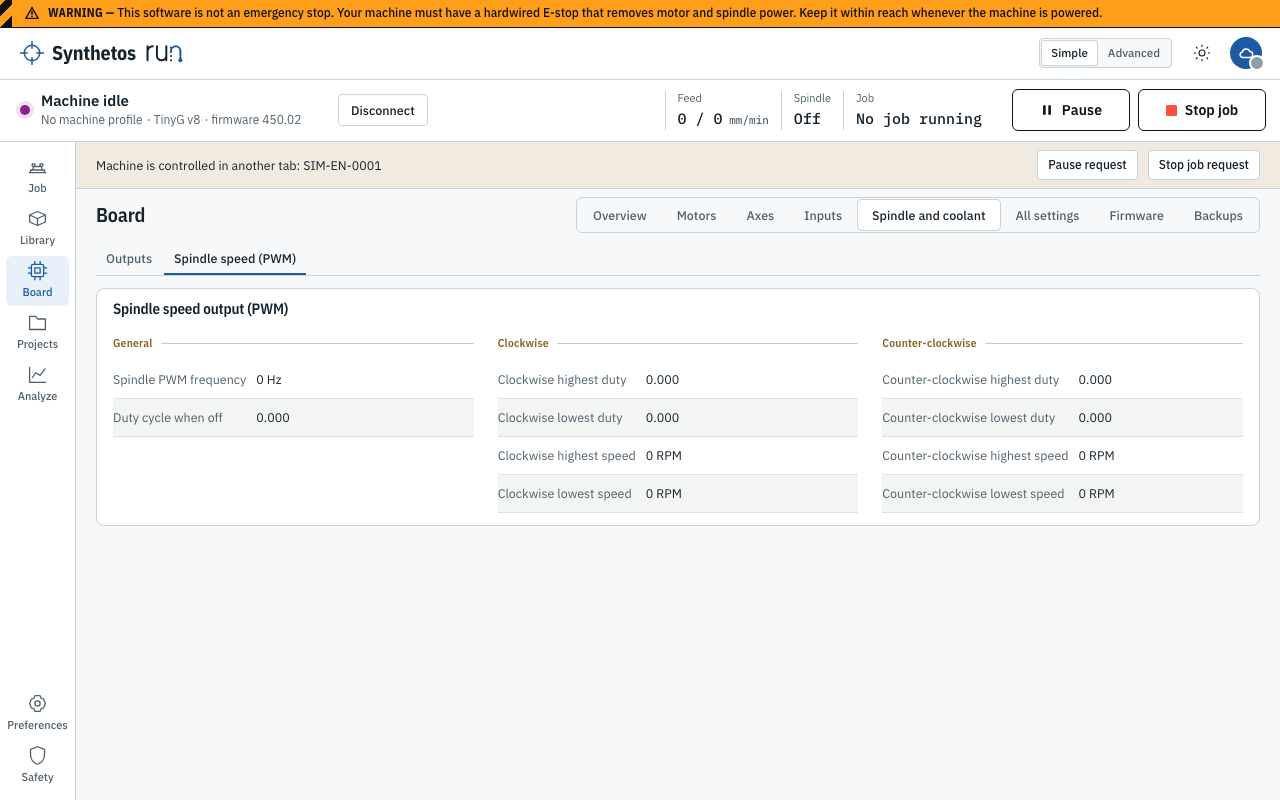 WARNING — This software is not an emergency stop. Your machine must have a hardwired E-stop that removes motor and spindle power. Keep it within reach whenever the machine is powered.
Synthetos run
Simple Advanced
Machine idle
No machine profile · TinyG v8 · firmware 450.02
Disconnect
Feed
0 / 0 mm/min
Spindle
Off
Job
No job running
Pause
Stop job
Machine is controlled in another tab: SIM-EN-0001
Pause request
Stop job request
Job
Library
Board
Projects
Analyze
Preferences
Safety
Board
Overview Motors Axes Inputs Spindle and coolant All settings Firmware Backups
Outputs Spindle speed (PWM)
Spindle speed output (PWM)
General
Spindle PWM frequency 0 Hz
Duty cycle when off 0.000
Clockwise
Clockwise highest duty 0.000
Clockwise lowest duty 0.000
Clockwise highest speed 0 RPM
Clockwise lowest speed 0 RPM
Counter-clockwise
Counter-clockwise highest duty 0.000
Counter-clockwise lowest duty 0.000
Counter-clockwise highest speed 0 RPM
Counter-clockwise lowest speed 0 RPM